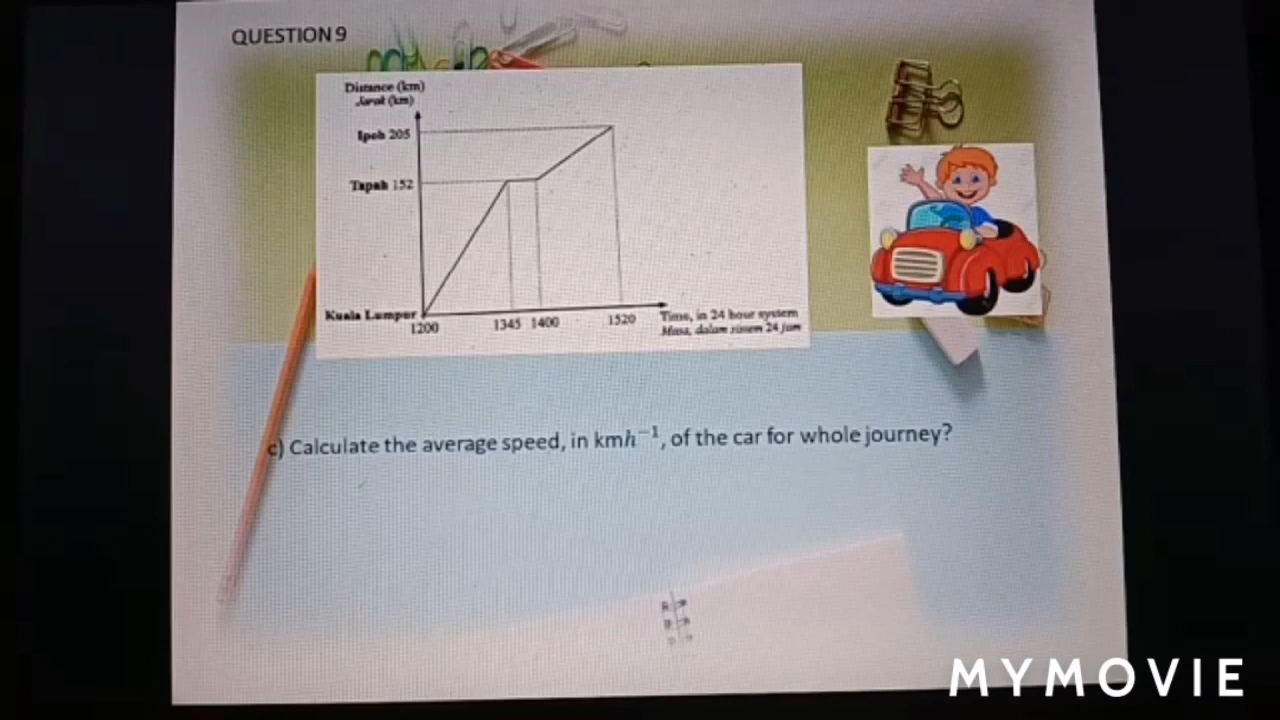 QUESTION 9
Distance (km)
Jarak (km)
Ipoh 205
Tapah 152
Kuala Lumpur
1200
1345 1400
1520
Time, in 24 hour system
Masa, dalam sistem 24 jam
c) Calculate the average speed, in kmh⁻¹, of the car for whole journey?
MYMOVIE